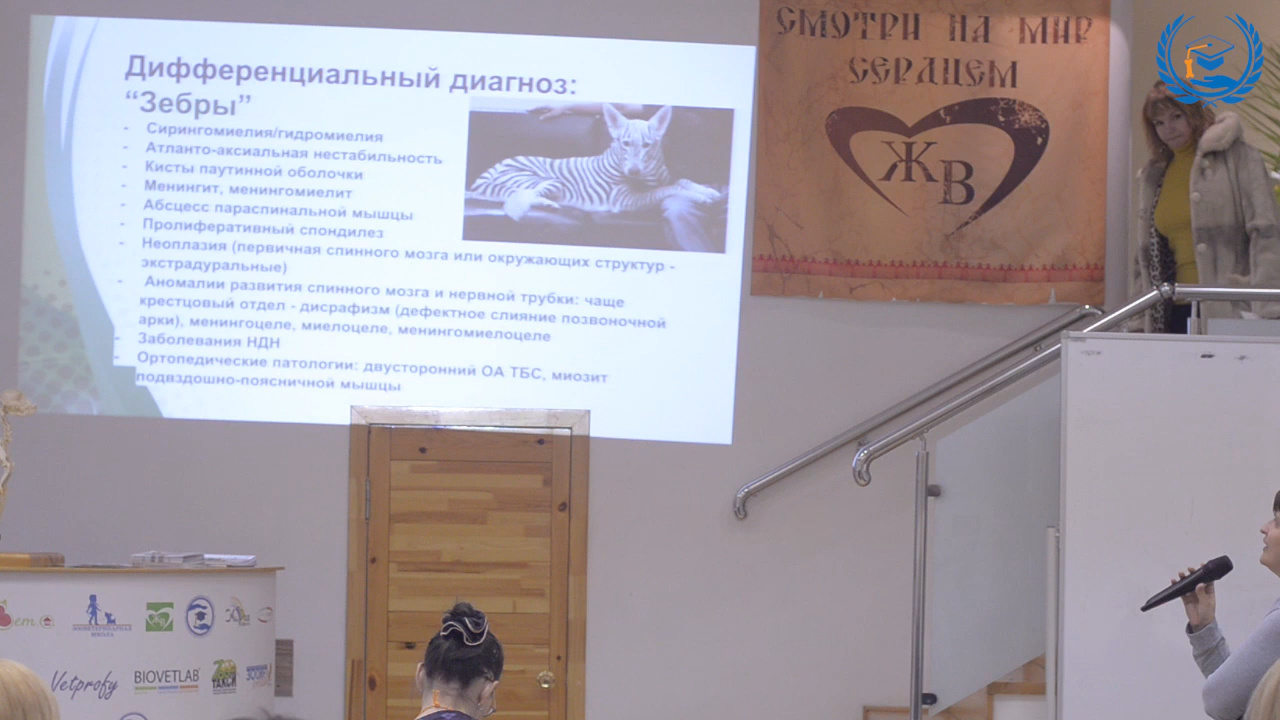 Дифференциальный диагноз:
“Зебры”
- Сирингомиелия/гидромиелия
- Атланто-аксиальная нестабильность
- Кисты паутинной оболочки
- Менингит, менингомиелит
- Абсцесс параспинальной мышцы
- Пролиферативный спондилез
- Неоплазия (первичная спинного мозга или окружающих структур -
экстрадуральные)
- Аномалии развития спинного мозга и нервной трубки: чаще
крестцовый отдел - дисрафизм (дефектное слияние позвоночной
арки), менингоцеле, миелоцеле, менингомиелоцеле
- Заболевания НДН
- Ортопедические патологии: двусторонний ОА ТБС, миозит
подвздошно-поясничной мышцы
СМОТРИ НА МИР
СЕРДЦЕМ
ЖВ
ШКОЛА
Vetprofy
BIOVETLAB
ТАКСИ